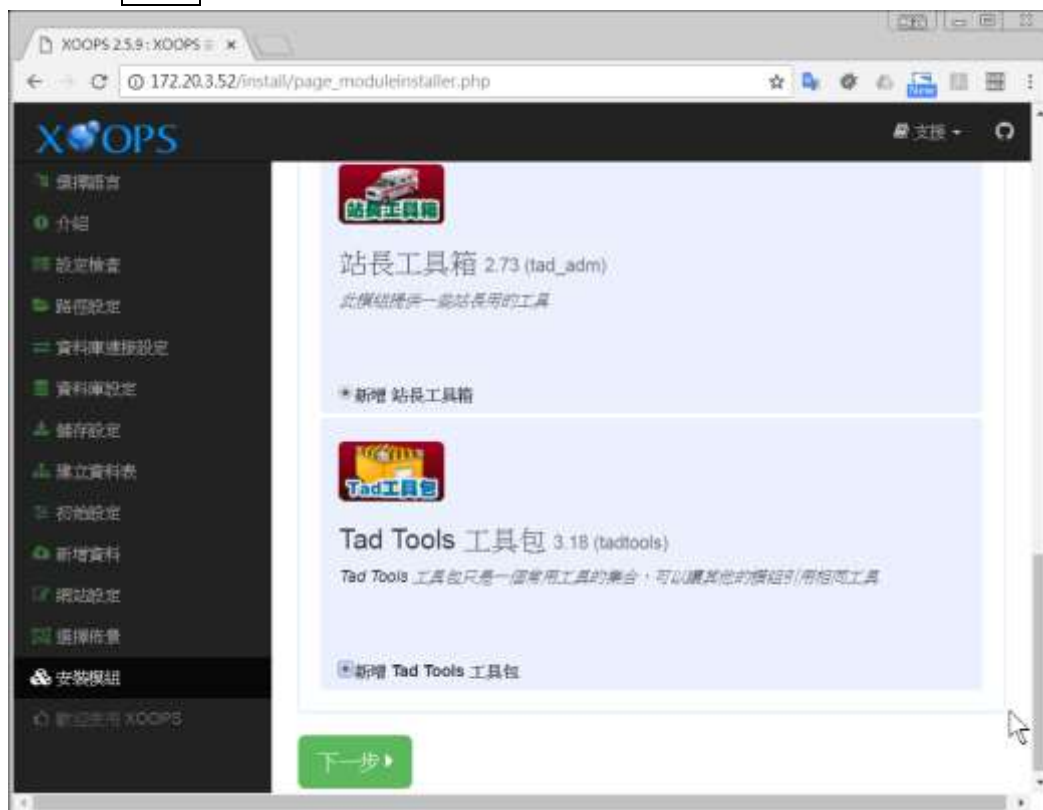 XOOPS 2.5.9 : XOOPS
172.20.3.52/install/page_moduleinstaller.php
New
XOOPS
支援
選擇語言
介紹
設定檢查
路徑設定
資料庫連接設定
資料庫設定
儲存設定
建立資料表
初始設定
新增資料
網站設定
選擇佈景
安裝模組
歡迎使用 XOOPS
站長工具箱
站長工具箱 2.73 (tad_adm)
此模組提供一些站長用的工具
新增 站長工具箱
Tad工具包
Tad Tools 工具包 3.18 (tadtools)
Tad Tools 工具包只是一個常用工具的集合，可以讓其他的模組引用相同工具
新增 Tad Tools 工具包
下一步